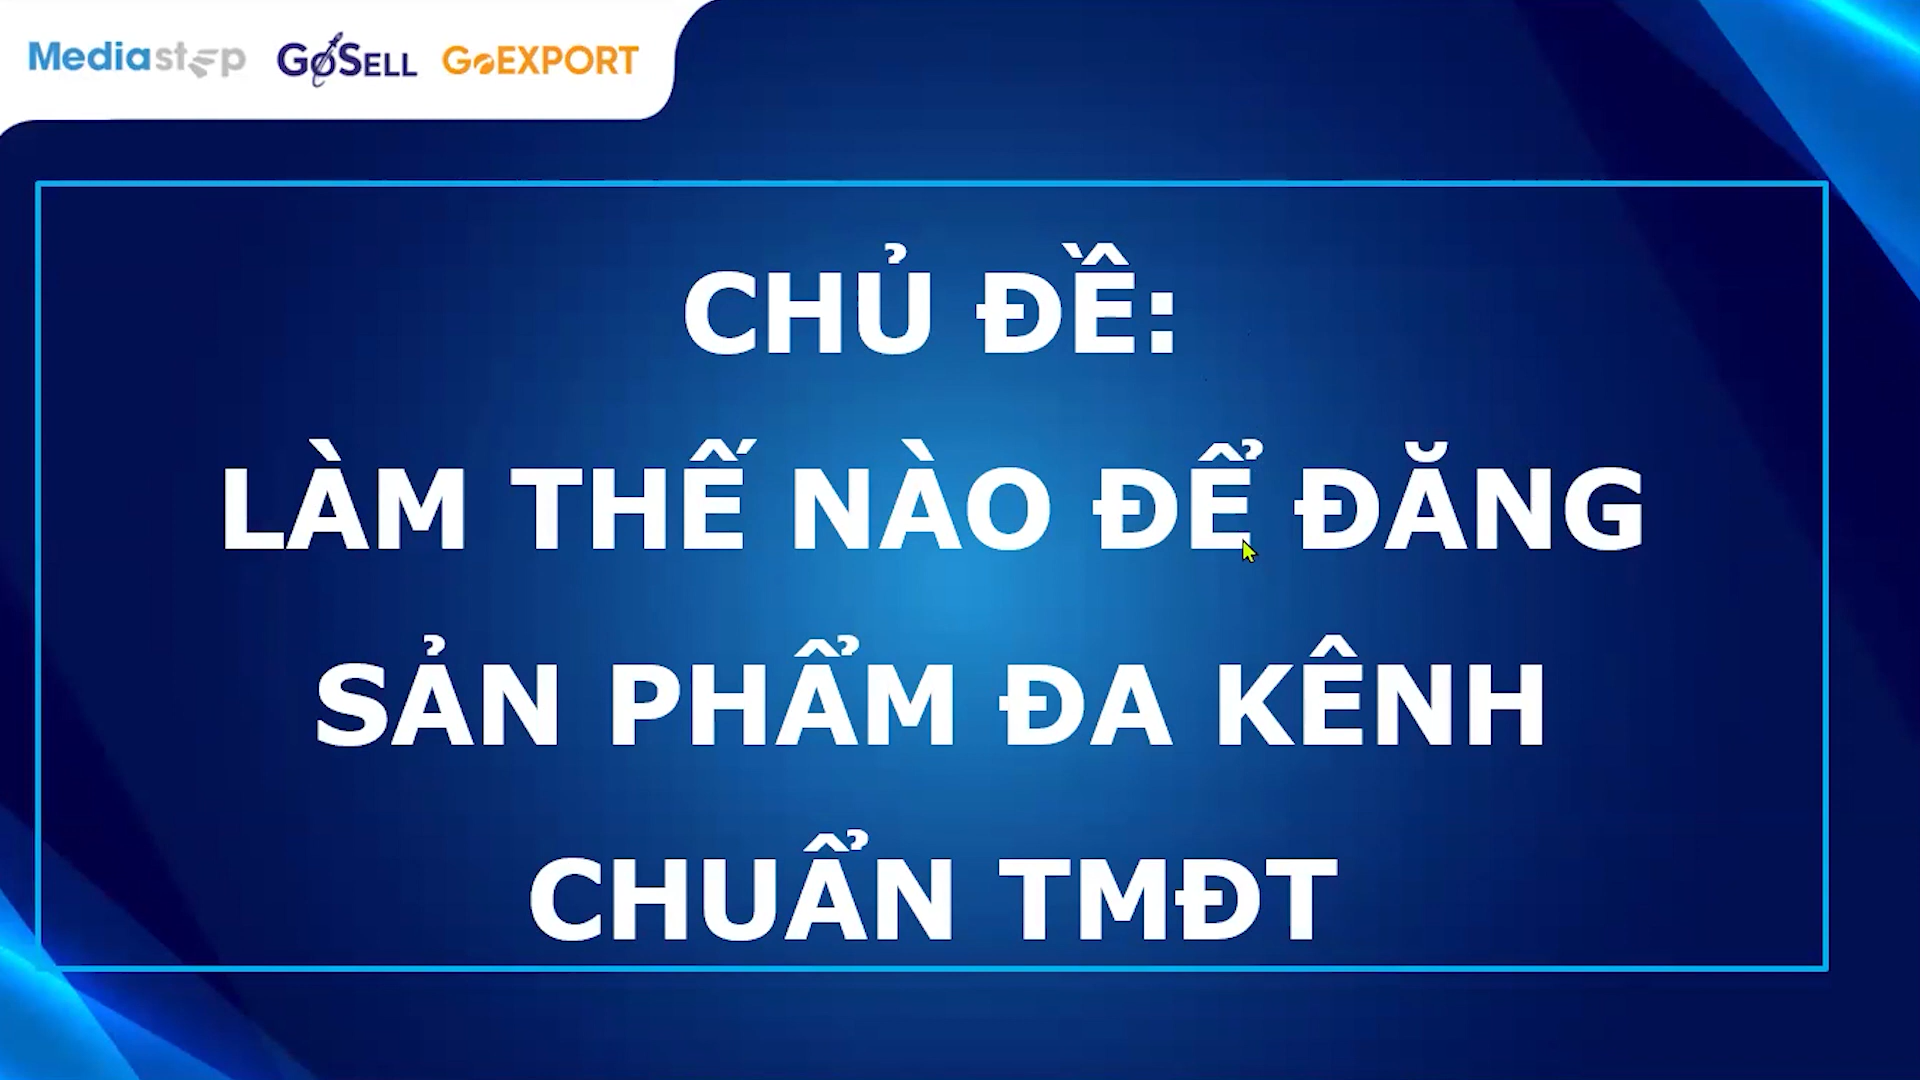 Mediastep GoSELL GoEXPORT
CHỦ ĐỀ:
LÀM THẾ NÀO ĐỂ ĐĂNG
SẢN PHẨM ĐA KÊNH
CHUẨN TMĐT